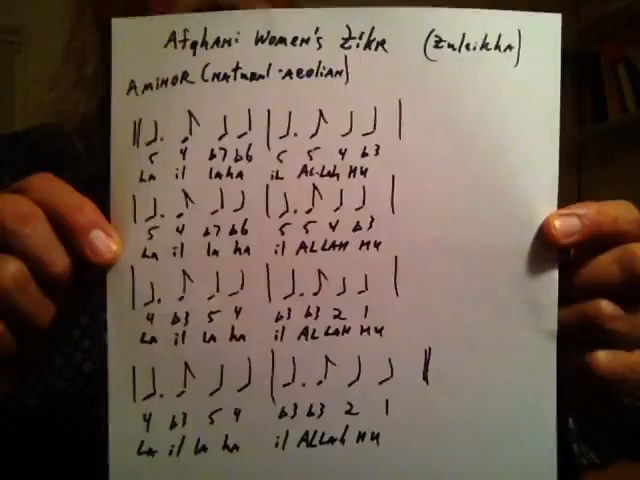 Afghani Women's Zikr (Zuleikha)
A MINOR (NATURAL-AEOLIAN)
5 4 b7 b6 5 5 4 b3
La il laha il ALLah Hu
5 4 b7 b6 5 5 4 b3
La il la ha il ALLAH Hu
4 b3 5 4 b3 b3 2 1
La il la ha il ALLAH HU
4 b3 5 4 b3 b3 2 1
La il la ha il ALLah Hu